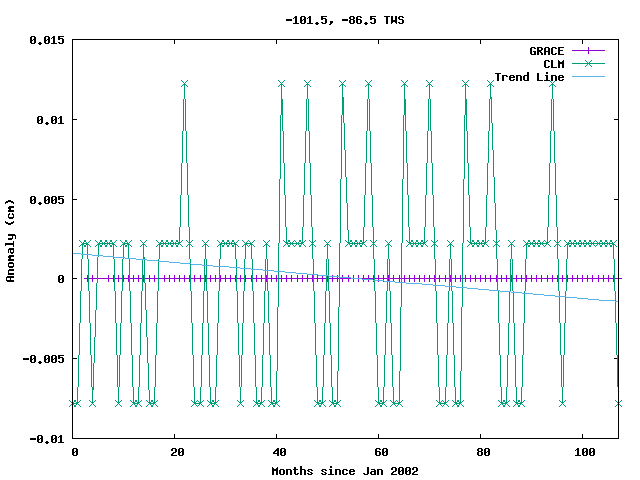 -101.5, -86.5 TWS
0.015
0.01
0.005
0
-0.005
-0.01
Anomaly (cm)
GRACE
CLM
Trend Line
0 20 40 60 80 100
Months since Jan 2002